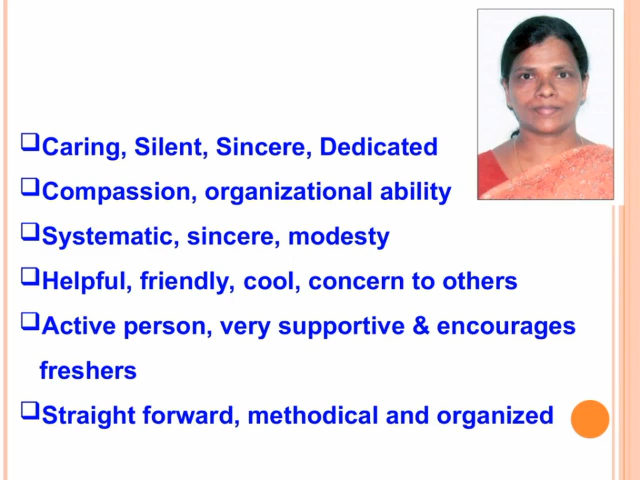 ❑Caring, Silent, Sincere, Dedicated
❑Compassion, organizational ability
❑Systematic, sincere, modesty
❑Helpful, friendly, cool, concern to others
❑Active person, very supportive & encourages
freshers
❑Straight forward, methodical and organized